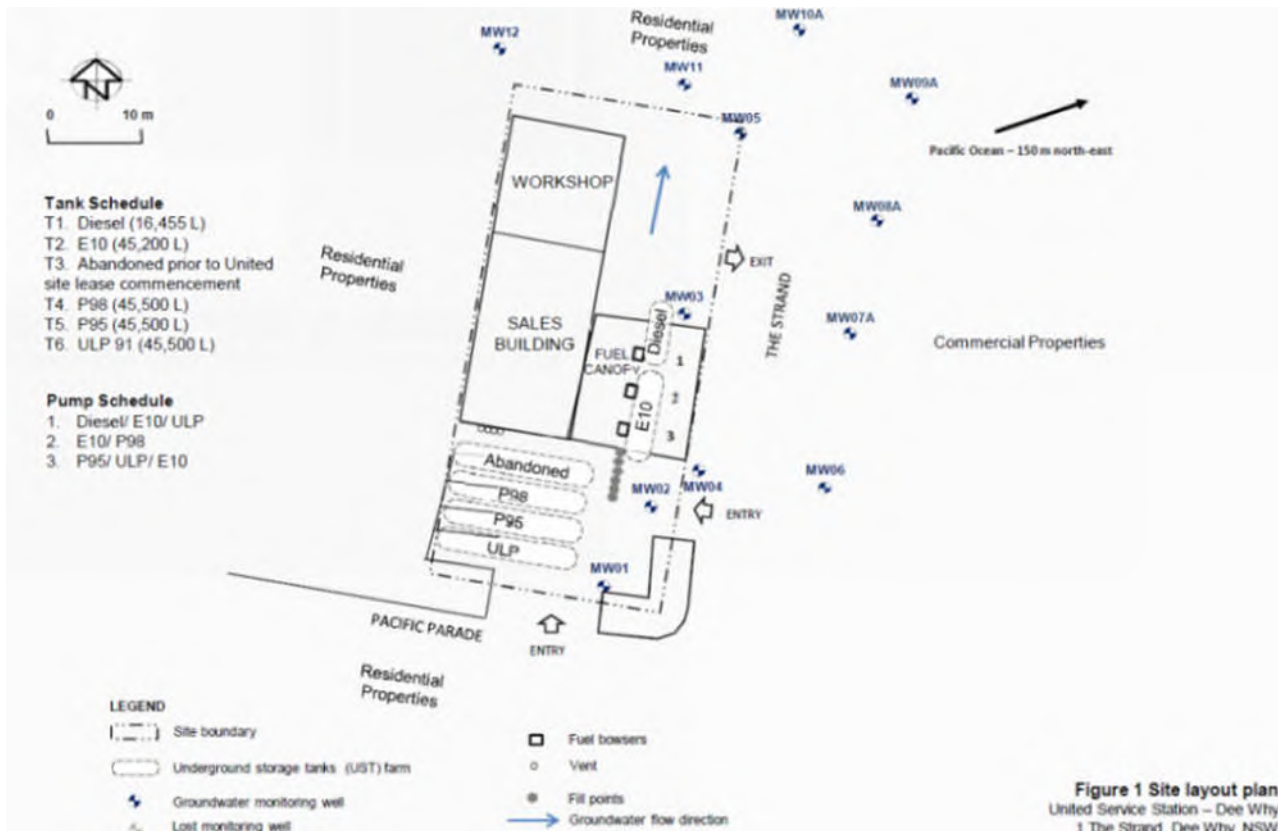 MW12
Residential
Properties
MW10A
MW11
MW09A
N
0 10 m
MW05
Pacific Ocean – 150 m north-east
Tank Schedule
T1. Diesel (16,455 L)
T2. E10 (45,200 L)
T3. Abandoned prior to United
site lease commencement
T4. P98 (45,500 L)
T5. P95 (45,500 L)
T6. ULP 91 (45,500 L)
WORKSHOP
MW08A
Residential
Properties
EXIT
THE STRAND
MW03
MW07A
Commercial Properties
SALES
BUILDING
Diesel
FUEL
CANOPY
1
2
3
E10
Pump Schedule
1. Diesel/ E10/ ULP
2. E10/ P98
3. P95/ ULP/ E10
Abandoned
P98
P95
ULP
MW02
MW04
MW06
ENTRY
MW01
PACIFIC PARADE
ENTRY
Residential
Properties
LEGEND
Site boundary
Underground storage tanks (UST) farm
Groundwater monitoring well
Lost monitoring well
Fuel bowsers
Vent
Fill points
Groundwater flow direction
Figure 1 Site layout plan
United Service Station – Dee Why
1 The Strand, Dee Why, NSW